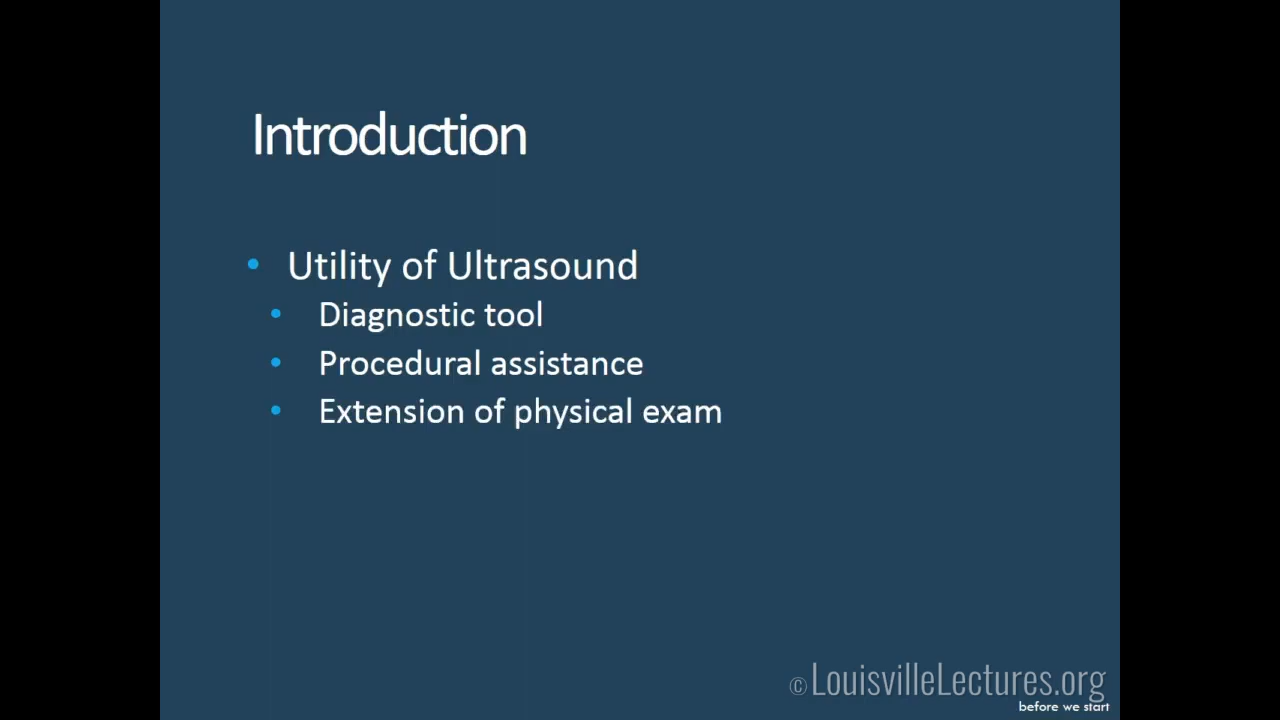 Introduction
• Utility of Ultrasound
• Diagnostic tool
• Procedural assistance
• Extension of physical exam
© LouisvilleLectures.org
before we start